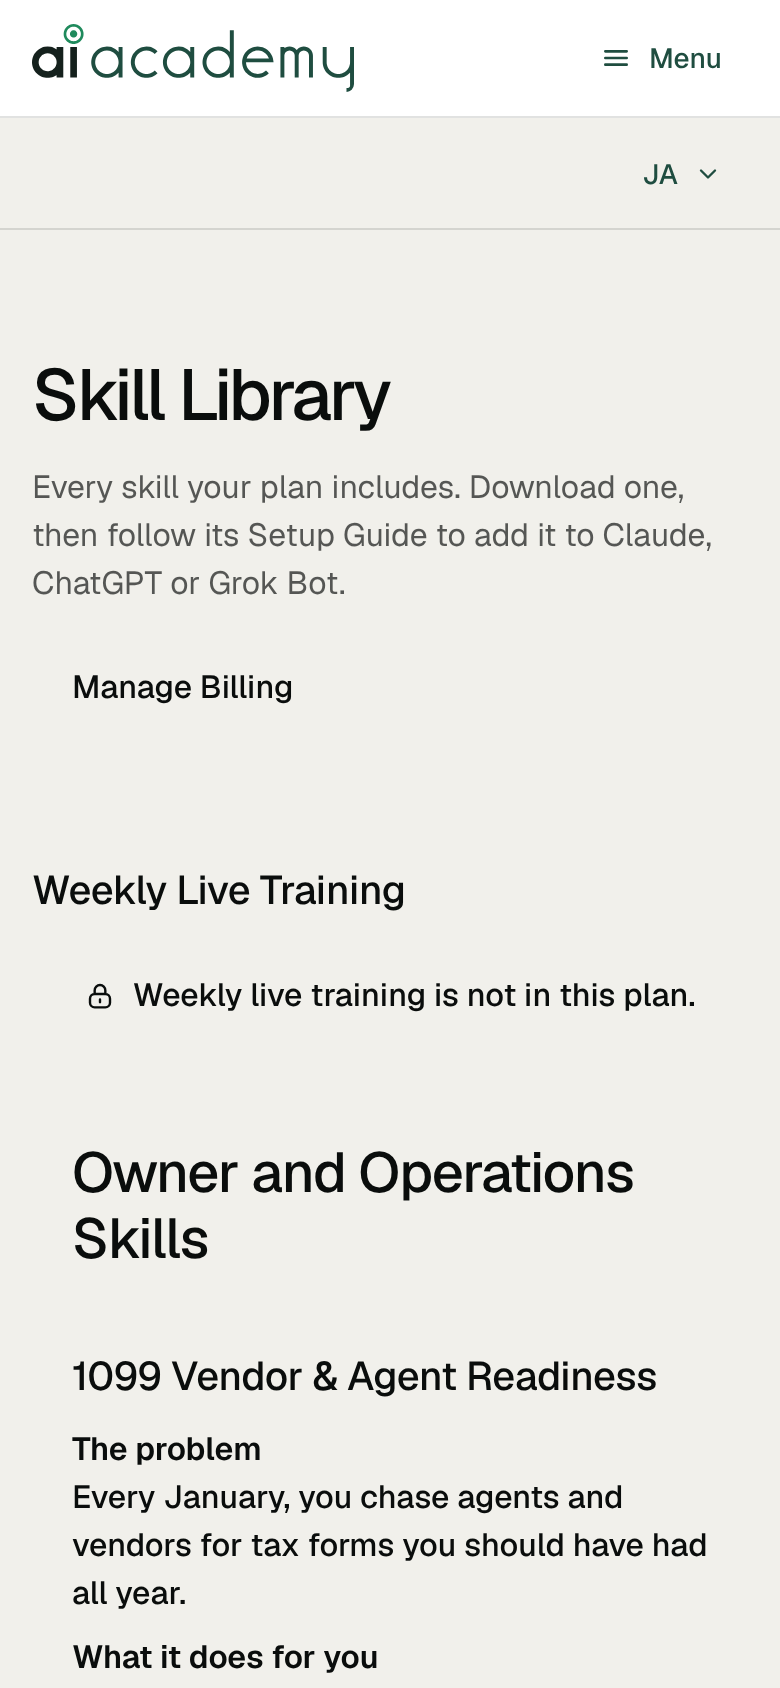 ai academy
Menu
JA
Skill Library
Every skill your plan includes. Download one,
then follow its Setup Guide to add it to Claude,
ChatGPT or Grok Bot.
Manage Billing
Weekly Live Training
Weekly live training is not in this plan.
Owner and Operations
Skills
1099 Vendor & Agent Readiness
The problem
Every January, you chase agents and
vendors for tax forms you should have had
all year.
What it does for you